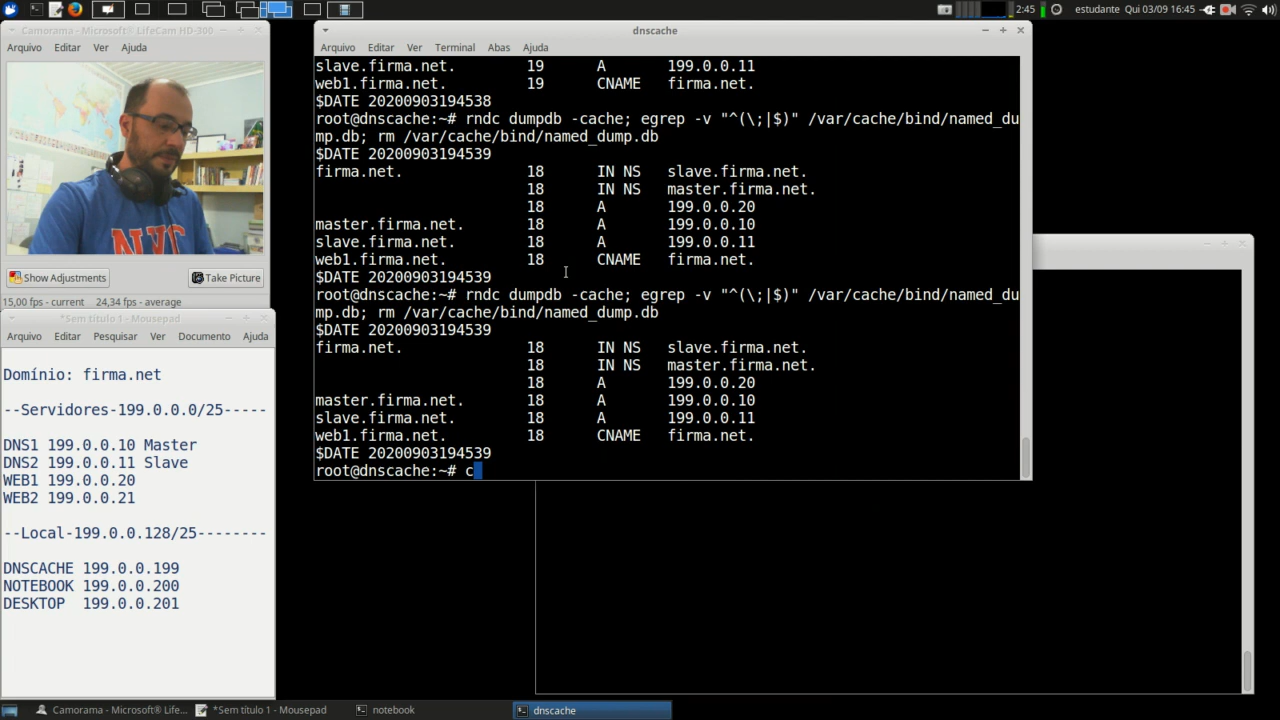 2:45
estudante Qui 03/09 16:45
Camorama - Microsoft® LifeCam HD-300
Arquivo Editar Ver Ajuda
Show Adjustments
Take Picture
15,00 fps - current 24,34 fps - average
*Sem título 1 - Mousepad
Arquivo Editar Pesquisar Ver Documento Ajuda
Domínio: firma.net
--Servidores-199.0.0.0/25-----
DNS1 199.0.0.10 Master
DNS2 199.0.0.11 Slave
WEB1 199.0.0.20
WEB2 199.0.0.21
--Local-199.0.0.128/25--------
DNSCACHE 199.0.0.199
NOTEBOOK 199.0.0.200
DESKTOP 199.0.0.201
dnscache
Arquivo Editar Ver Terminal Abas Ajuda
slave.firma.net. 19 A 199.0.0.11
web1.firma.net. 19 CNAME firma.net.
$DATE 20200903194538
root@dnscache:~# rndc dumpdb -cache; egrep -v "^(\;|$)" /var/cache/bind/named_du
mp.db; rm /var/cache/bind/named_dump.db
$DATE 20200903194539
firma.net. 18 IN NS slave.firma.net.
18 IN NS master.firma.net.
18 A 199.0.0.20
master.firma.net. 18 A 199.0.0.10
slave.firma.net. 18 A 199.0.0.11
web1.firma.net. 18 CNAME firma.net.
$DATE 20200903194539
root@dnscache:~# rndc dumpdb -cache; egrep -v "^(\;|$)" /var/cache/bind/named_du
mp.db; rm /var/cache/bind/named_dump.db
$DATE 20200903194539
firma.net. 18 IN NS slave.firma.net.
18 IN NS master.firma.net.
18 A 199.0.0.20
master.firma.net. 18 A 199.0.0.10
slave.firma.net. 18 A 199.0.0.11
web1.firma.net. 18 CNAME firma.net.
$DATE 20200903194539
root@dnscache:~# c
Camorama - Microsoft® Life...
*Sem título 1 - Mousepad
notebook
dnscache